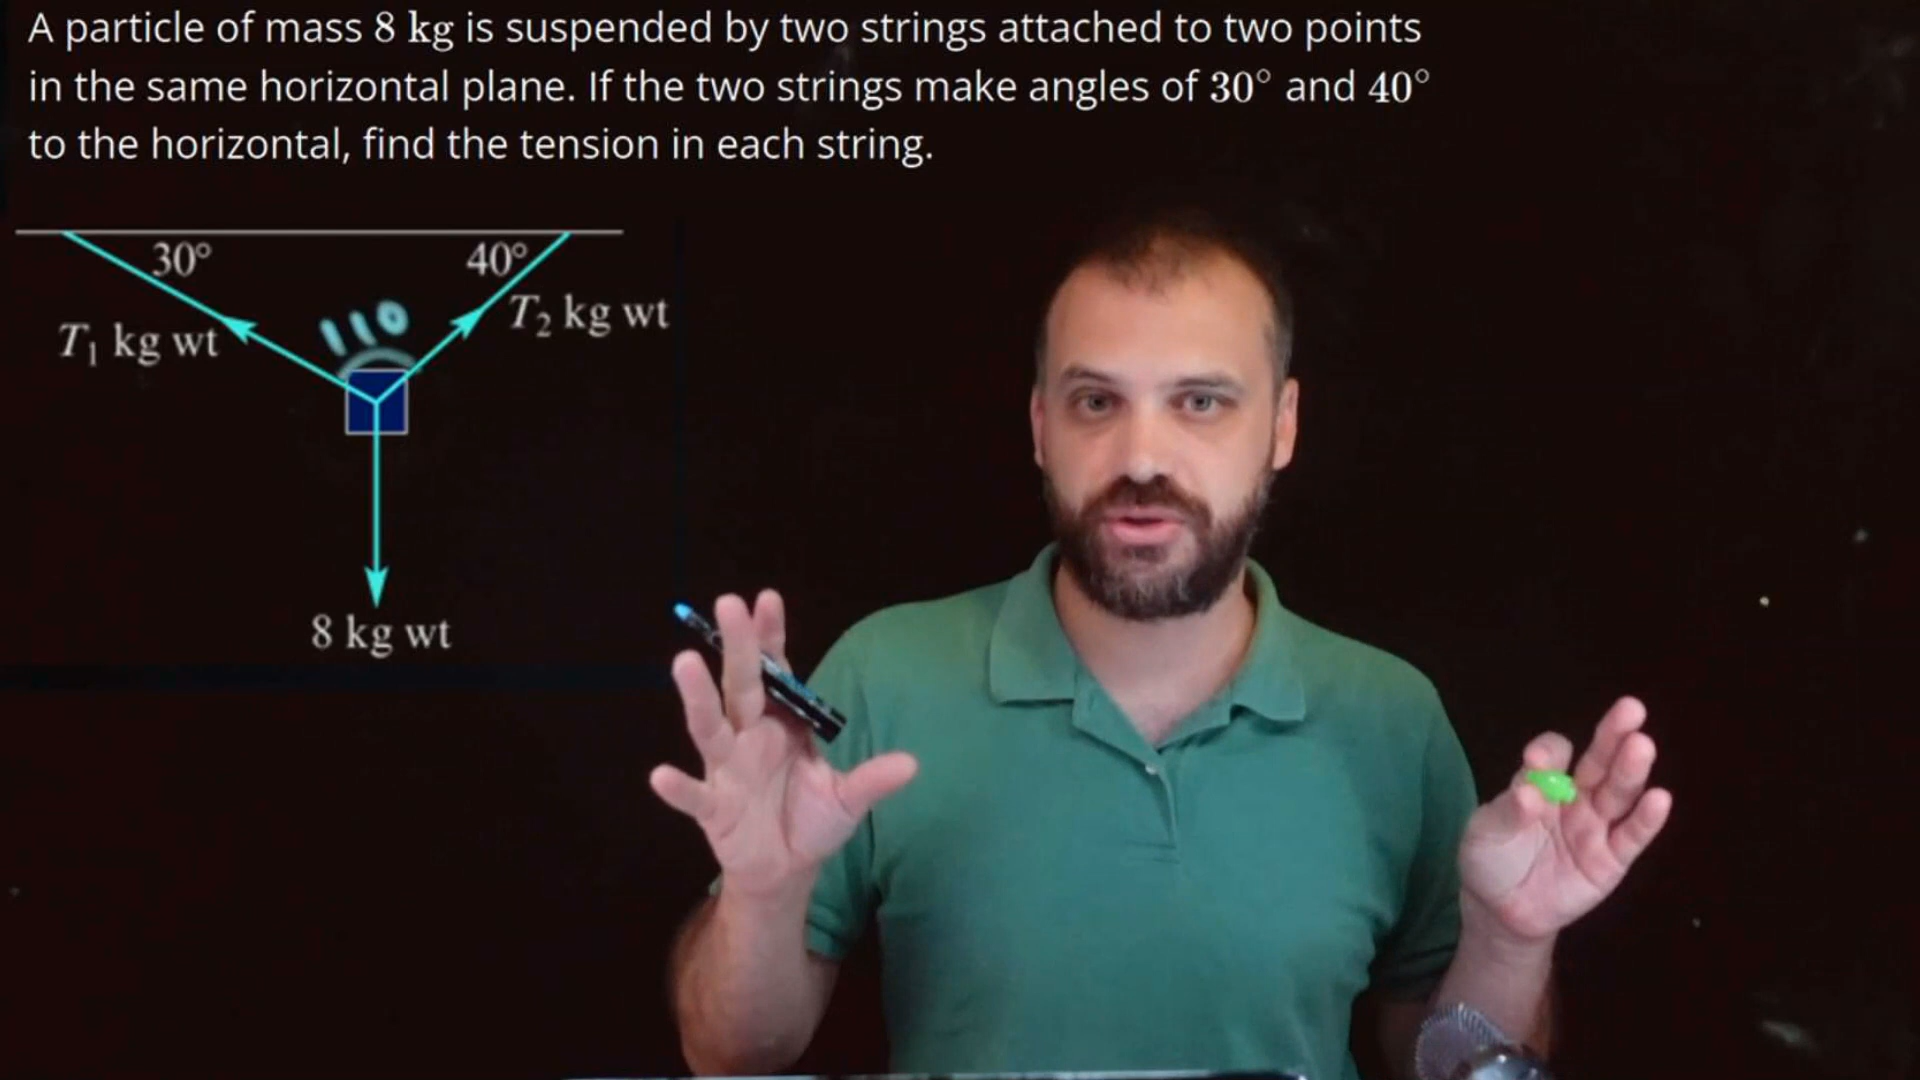 A particle of mass 8 kg is suspended by two strings attached to two points
in the same horizontal plane. If the two strings make angles of 30° and 40°
to the horizontal, find the tension in each string.
30°
40°
T₁ kg wt
110
T₂ kg wt
8 kg wt